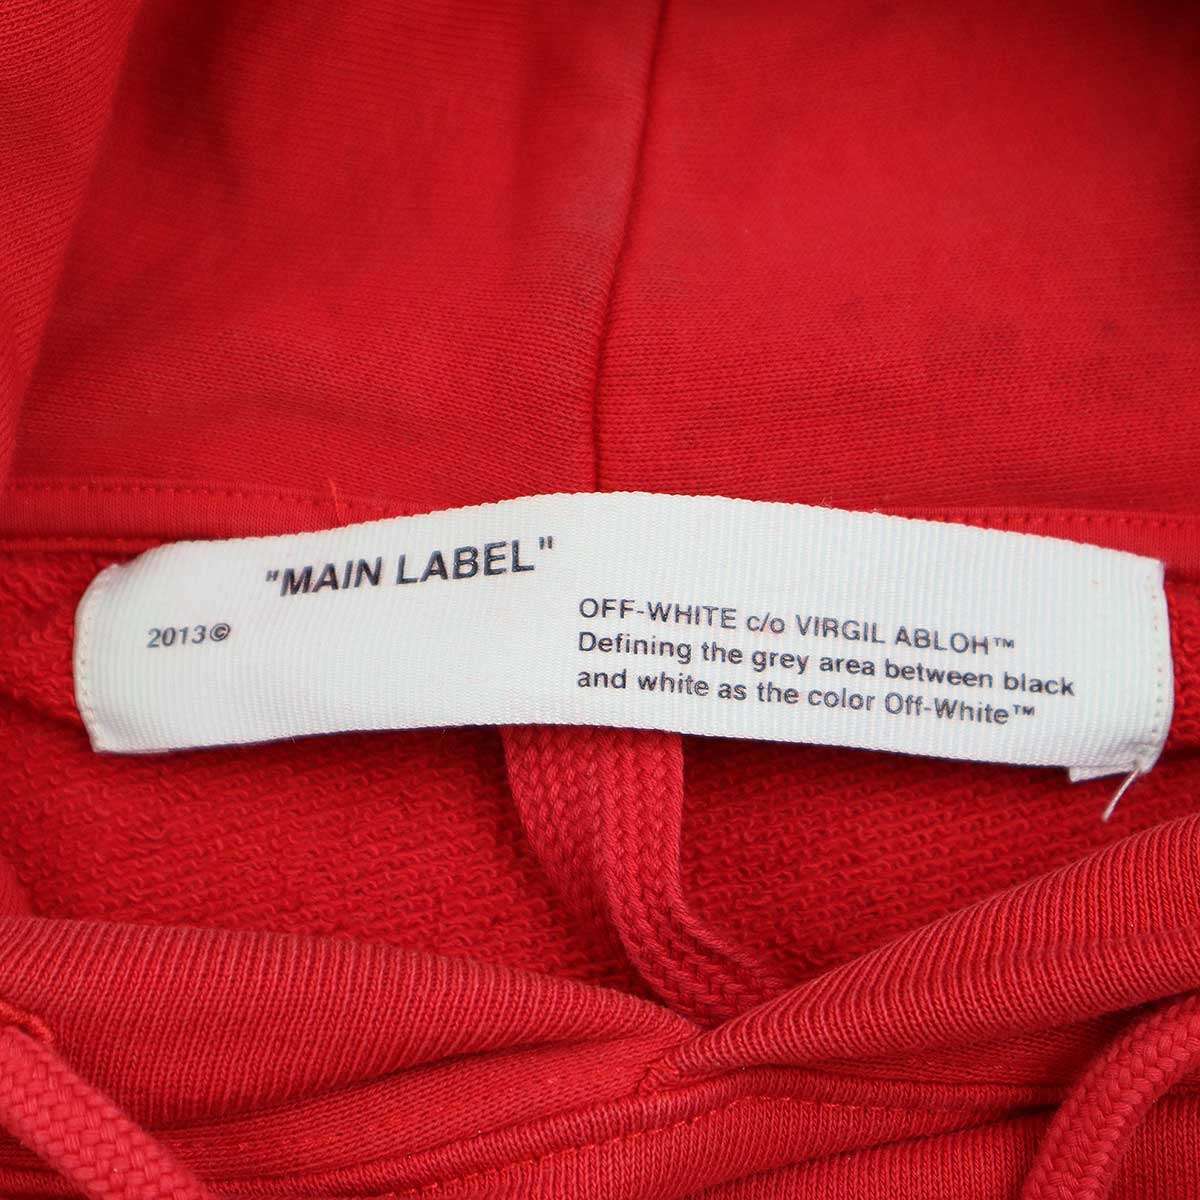 "MAIN LABEL"
2013©
OFF-WHITE c/o VIRGIL ABLOH™
Defining the grey area between black
and white as the color Off-White™